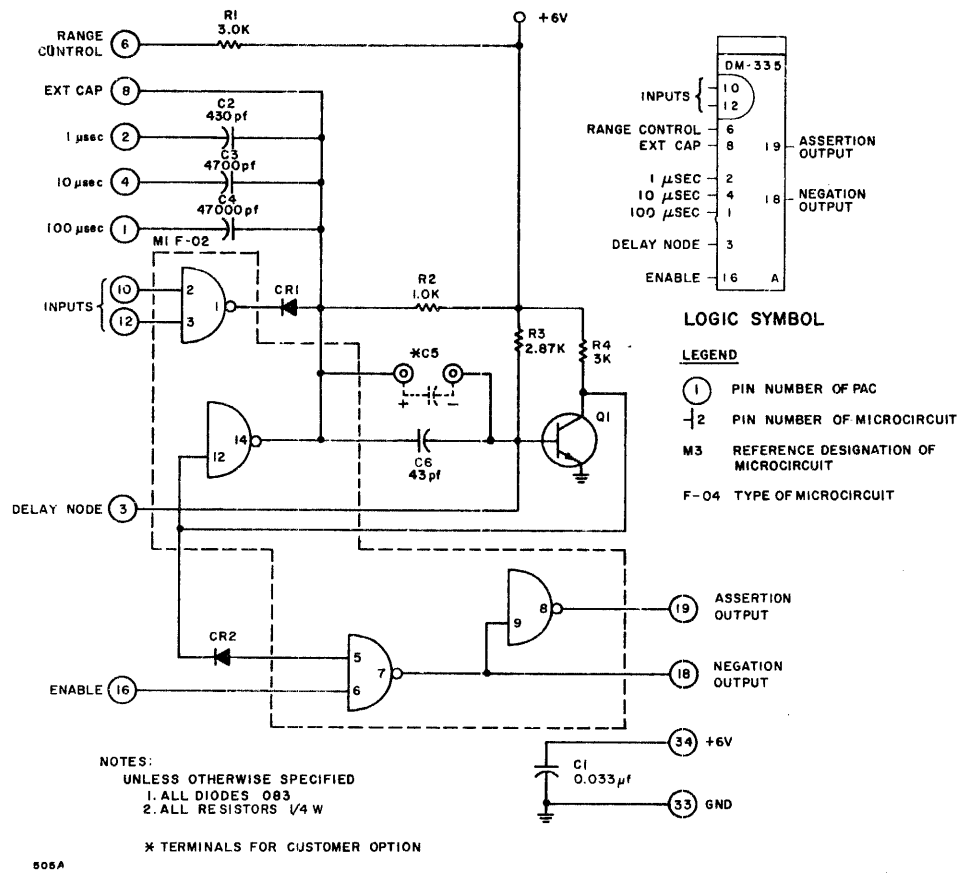 R1
3.0K
+6V
RANGE
CONTROL
6
EXT CAP
8
C2
430pf
1 µsec
2
C3
4700pf
10 µsec
4
C4
47000pf
100 µsec
1
M1 F-02
INPUTS
10
12
2
3
1
CR1
R2
1.0K
R3
2.87K
R4
3K
*C5
+
−
Q1
14
12
C6
43pf
DELAY NODE
3
CR2
5
6
7
8
9
ENABLE
16
19
ASSERTION
OUTPUT
18
NEGATION
OUTPUT
34
+6V
C1
0.033µf
33
GND
DM-335
INPUTS
10
12
RANGE CONTROL
6
EXT CAP
8
19
ASSERTION
OUTPUT
1 µSEC
2
10 µSEC
4
18
NEGATION
OUTPUT
100 µSEC
1
DELAY NODE
3
ENABLE
16
A
LOGIC SYMBOL
LEGEND
1 PIN NUMBER OF PAC
2 PIN NUMBER OF MICROCIRCUIT
M3 REFERENCE DESIGNATION OF
MICROCIRCUIT
F-04 TYPE OF MICROCIRCUIT
NOTES:
UNLESS OTHERWISE SPECIFIED
1. ALL DIODES 083
2. ALL RESISTORS 1/4 W
* TERMINALS FOR CUSTOMER OPTION
505A